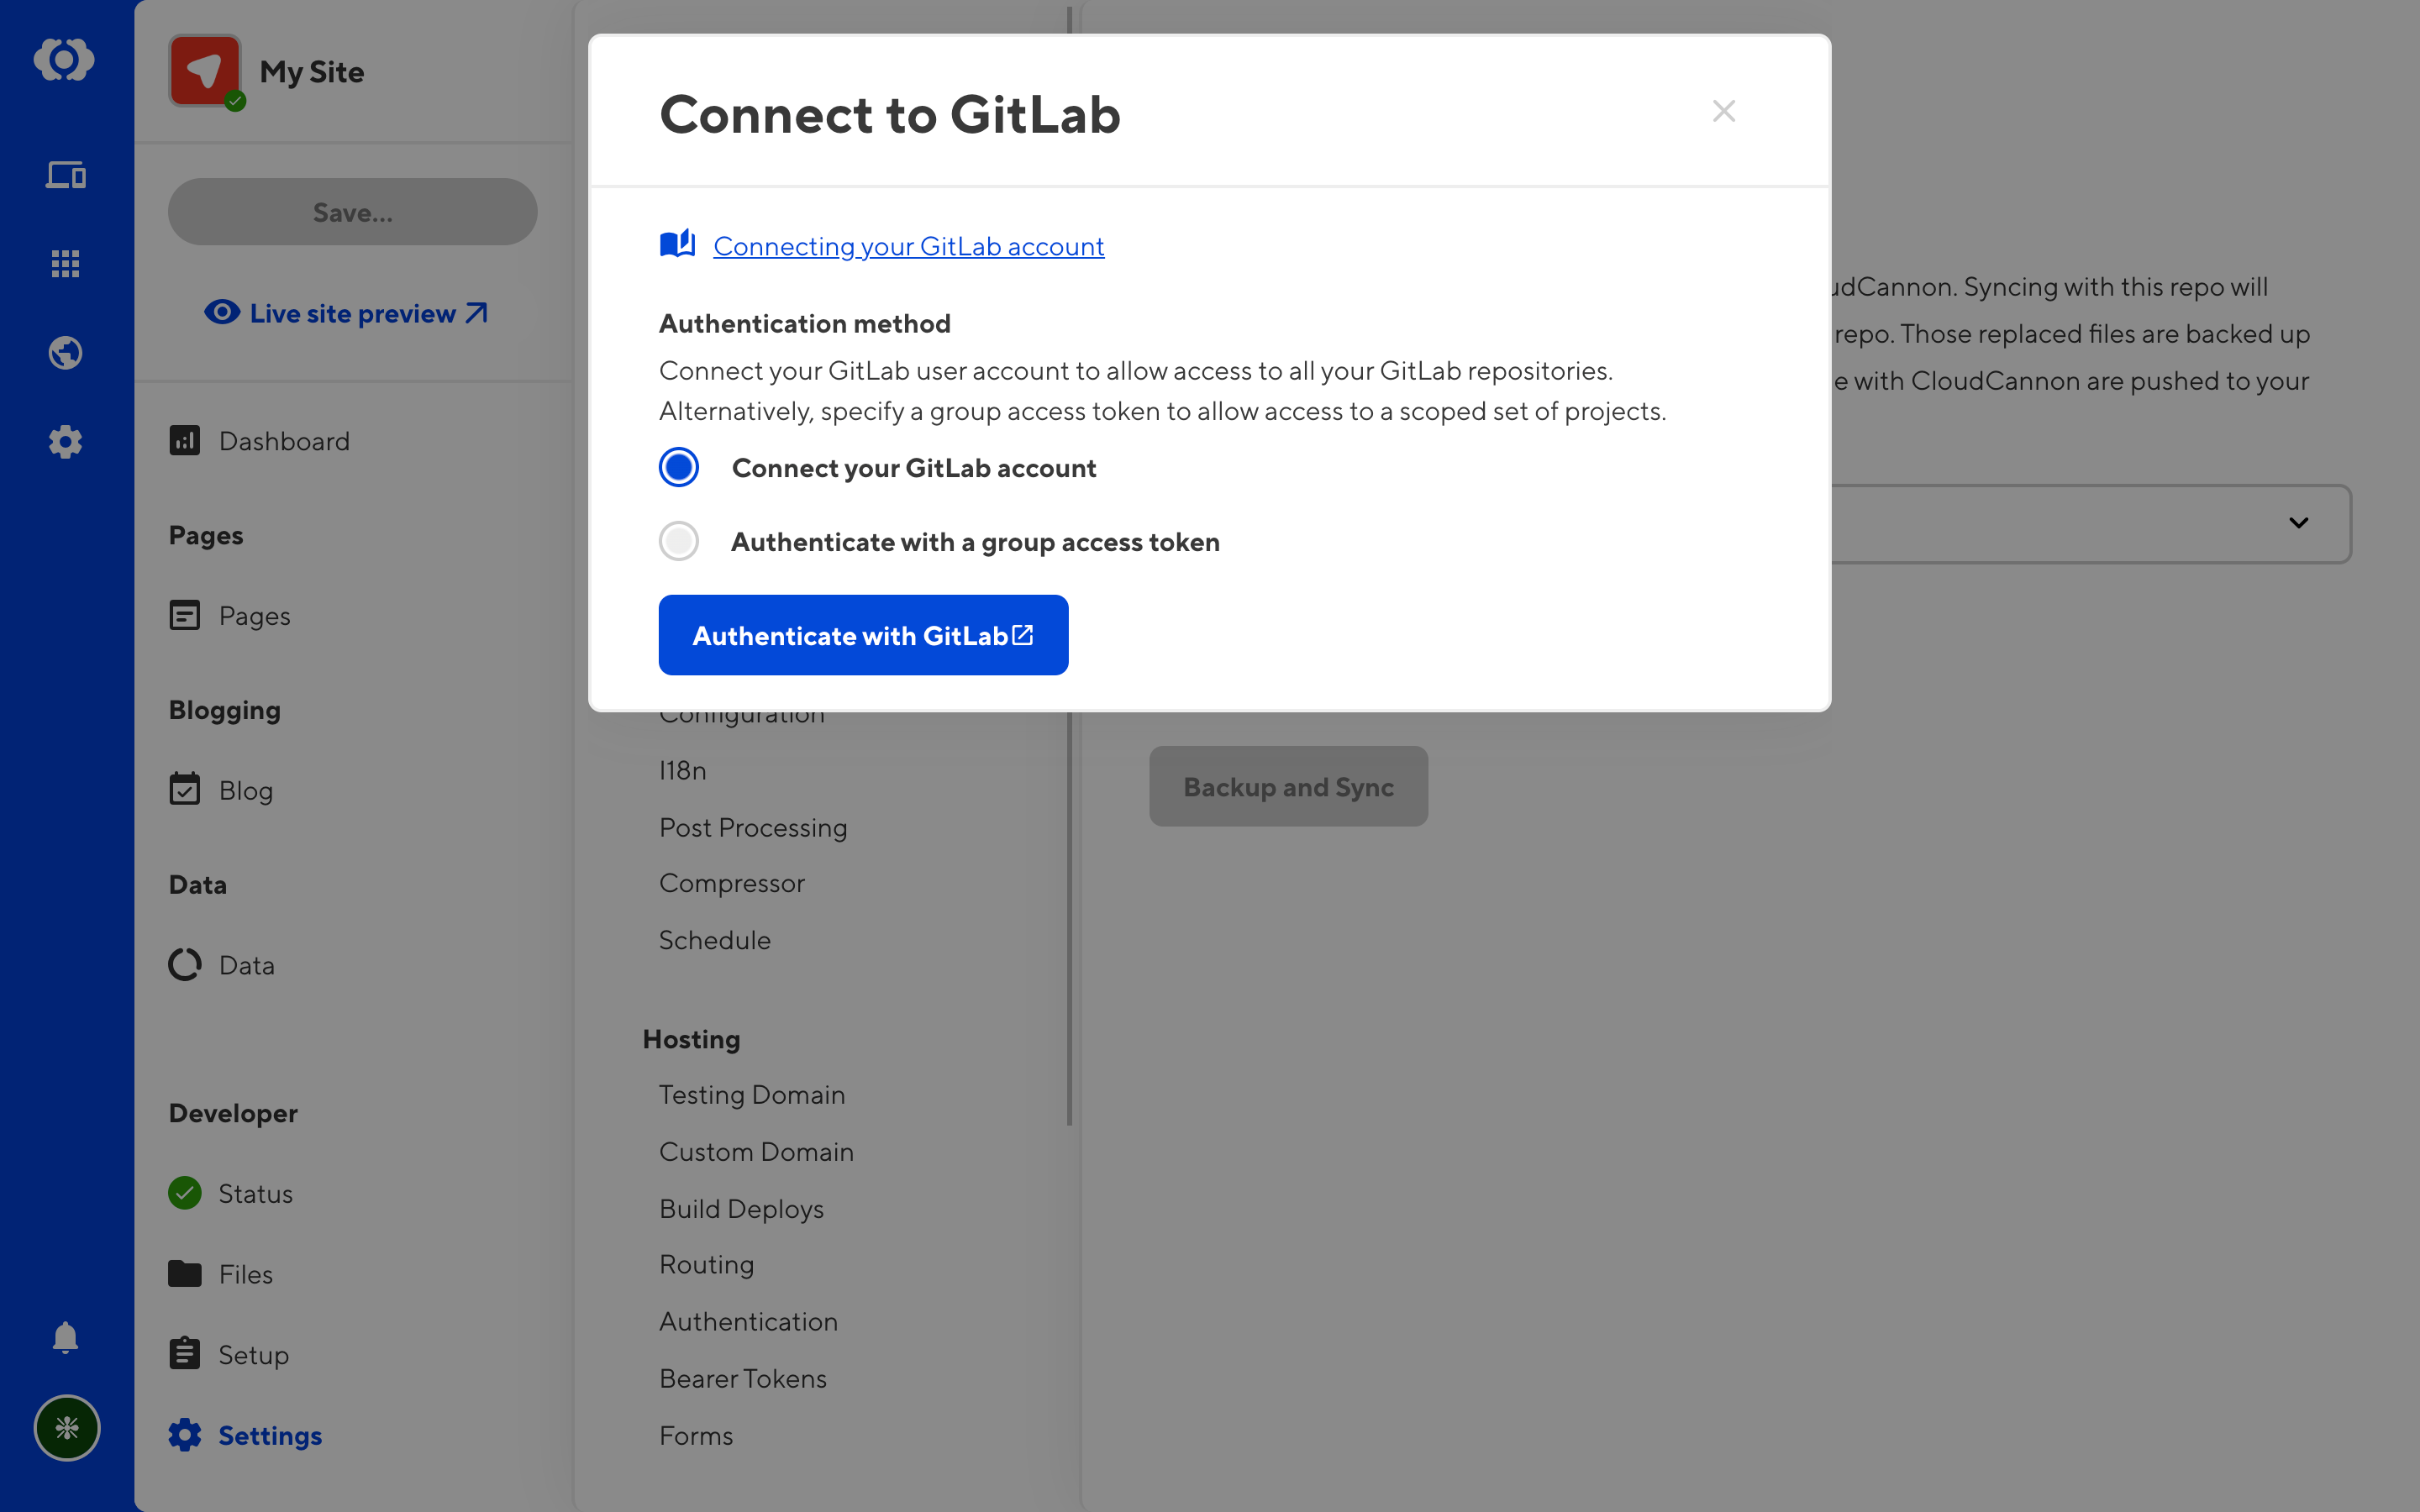 My Site
Save...
Live site preview
Dashboard
Pages
Pages
Blogging
Blog
Data
Data
Developer
Status
Files
Setup
Settings
Configuration
I18n
Post Processing
Compressor
Schedule
Hosting
Testing Domain
Custom Domain
Build Deploys
Routing
Authentication
Bearer Tokens
Forms
Connect to GitLab
Connecting your GitLab account
Authentication method
Connect your GitLab user account to allow access to all your GitLab repositories.
Alternatively, specify a group access token to allow access to a scoped set of projects.
Connect your GitLab account
Authenticate with a group access token
Authenticate with GitLab
udCannon. Syncing with this repo will
repo. Those replaced files are backed up
e with CloudCannon are pushed to your
Backup and Sync